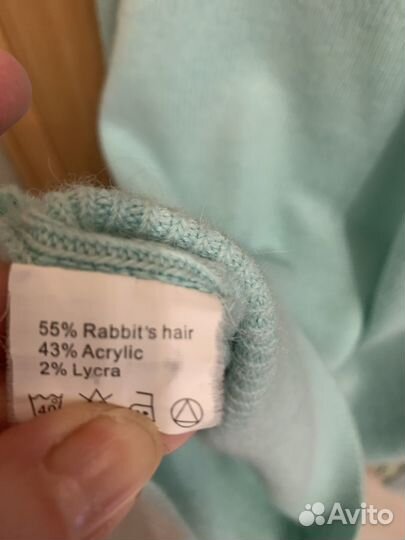 55% Rabbit's hair
43% Acrylic
2% Lycra
40
Avito